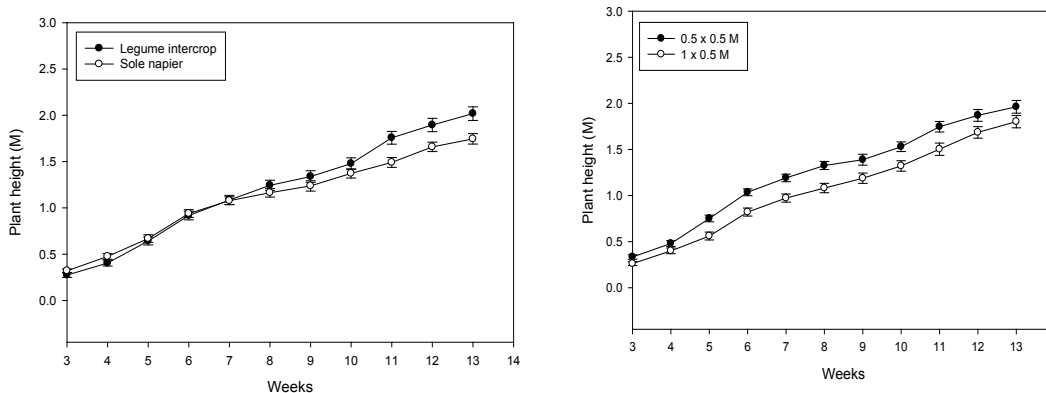 3.0
2.5
2.0
1.5
1.0
0.5
0.0
Plant height (M)
Legume intercrop
Sole napier
3 4 5 6 7 8 9 10 11 12 13 14
Weeks
3.0
2.5
2.0
1.5
1.0
0.5
0.0
Plant height (M)
0.5 x 0.5 M
1 x 0.5 M
3 4 5 6 7 8 9 10 11 12 13
Weeks